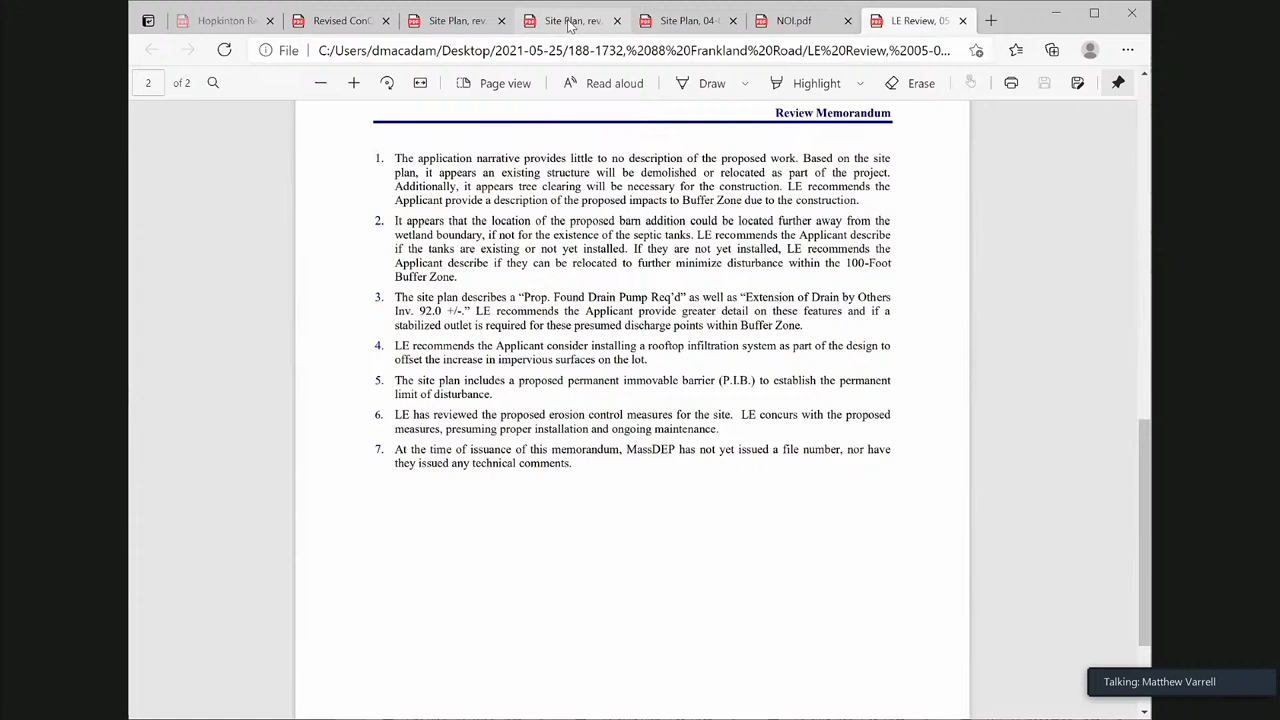 Hopkinton Re
Revised ConC
Site Plan, rev.
Site Plan, rev.
Site Plan, 04-
NOI.pdf
LE Review, 05
File
C:/Users/dmacadam/Desktop/2021-05-25/188-1732,%2088%20Frankland%20Road/LE%20Review,%2005-0...
2 of 2
Page view
Read aloud
Draw
Highlight
Erase
Review Memorandum
1. The application narrative provides little to no description of the proposed work. Based on the site
plan, it appears an existing structure will be demolished or relocated as part of the project.
Additionally, it appears tree clearing will be necessary for the construction. LE recommends the
Applicant provide a description of the proposed impacts to Buffer Zone due to the construction.
2. It appears that the location of the proposed barn addition could be located further away from the
wetland boundary, if not for the existence of the septic tanks. LE recommends the Applicant describe
if the tanks are existing or not yet installed. If they are not yet installed, LE recommends the
Applicant describe if they can be relocated to further minimize disturbance within the 100-Foot
Buffer Zone.
3. The site plan describes a “Prop. Found Drain Pump Req’d” as well as “Extension of Drain by Others
Inv. 92.0 +/-.” LE recommends the Applicant provide greater detail on these features and if a
stabilized outlet is required for these presumed discharge points within Buffer Zone.
4. LE recommends the Applicant consider installing a rooftop infiltration system as part of the design to
offset the increase in impervious surfaces on the lot.
5. The site plan includes a proposed permanent immovable barrier (P.I.B.) to establish the permanent
limit of disturbance.
6. LE has reviewed the proposed erosion control measures for the site. LE concurs with the proposed
measures, presuming proper installation and ongoing maintenance.
7. At the time of issuance of this memorandum, MassDEP has not yet issued a file number, nor have
they issued any technical comments.
Talking: Matthew Varrell